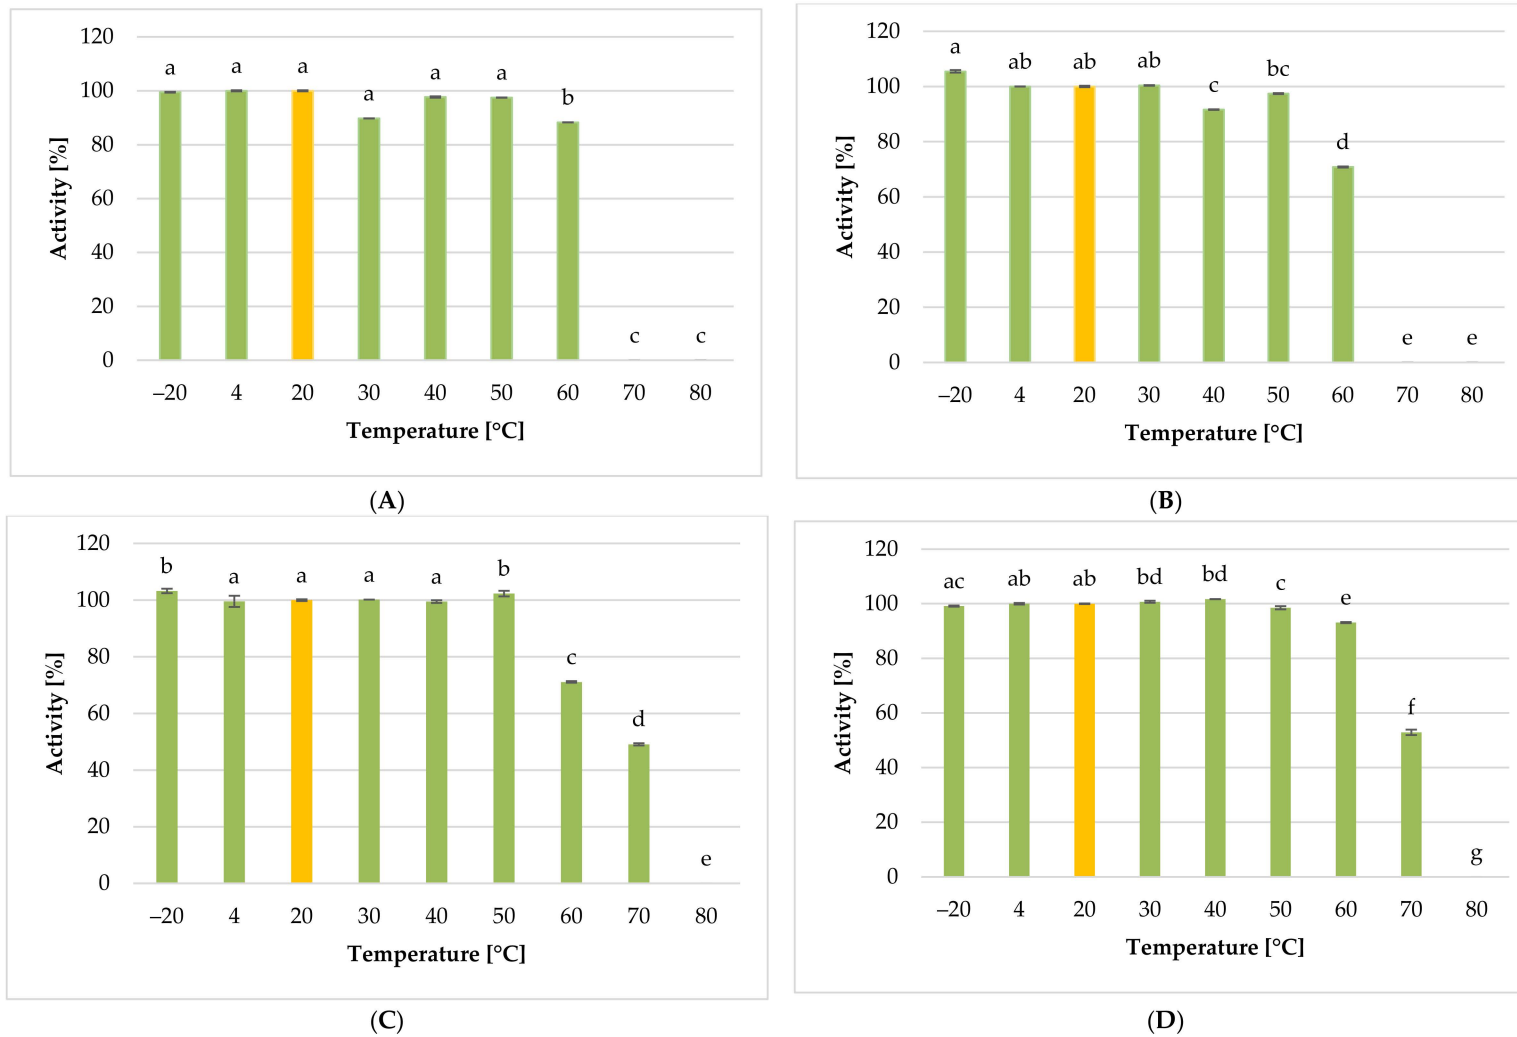 120
100
80
60
40
20
0
Activity [%]
a a a a a a b c c
–20 4 20 30 40 50 60 70 80
Temperature [°C]
(A)
120
100
80
60
40
20
0
Activity [%]
a ab ab ab c bc d e e
–20 4 20 30 40 50 60 70 80
Temperature [°C]
(B)
120
100
80
60
40
20
0
Activity [%]
b a a a a b c d e
–20 4 20 30 40 50 60 70 80
Temperature [°C]
(C)
120
100
80
60
40
20
0
Activity [%]
ac ab ab bd bd c e f g
–20 4 20 30 40 50 60 70 80
Temperature [°C]
(D)